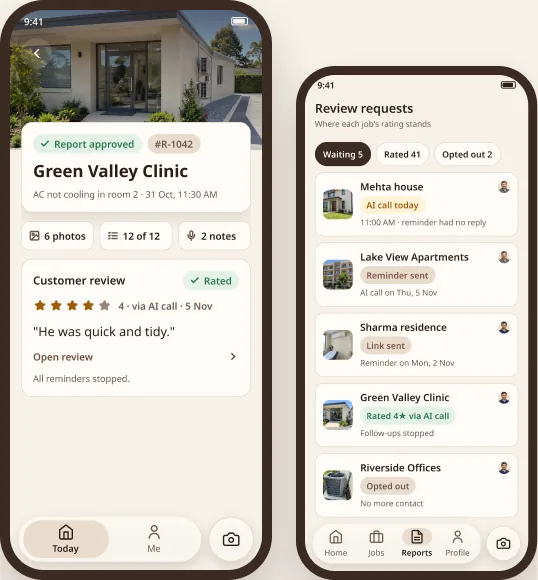 9:41
Report approved
#R-1042
Green Valley Clinic
AC not cooling in room 2 · 31 Oct, 11:30 AM
6 photos
12 of 12
2 notes
Customer review
Rated
4 · via AI call · 5 Nov
"He was quick and tidy."
Open review
All reminders stopped.
Today
Me
9:41
Review requests
Where each job's rating stands
Waiting 5
Rated 41
Opted out 2
Mehta house
AI call today
11:00 AM · reminder had no reply
Lake View Apartments
Reminder sent
AI call on Thu, 5 Nov
Sharma residence
Link sent
Reminder on Mon, 2 Nov
Green Valley Clinic
Rated 4★ via AI call
Follow-ups stopped
Riverside Offices
Opted out
No more contact
Home
Jobs
Reports
Profile